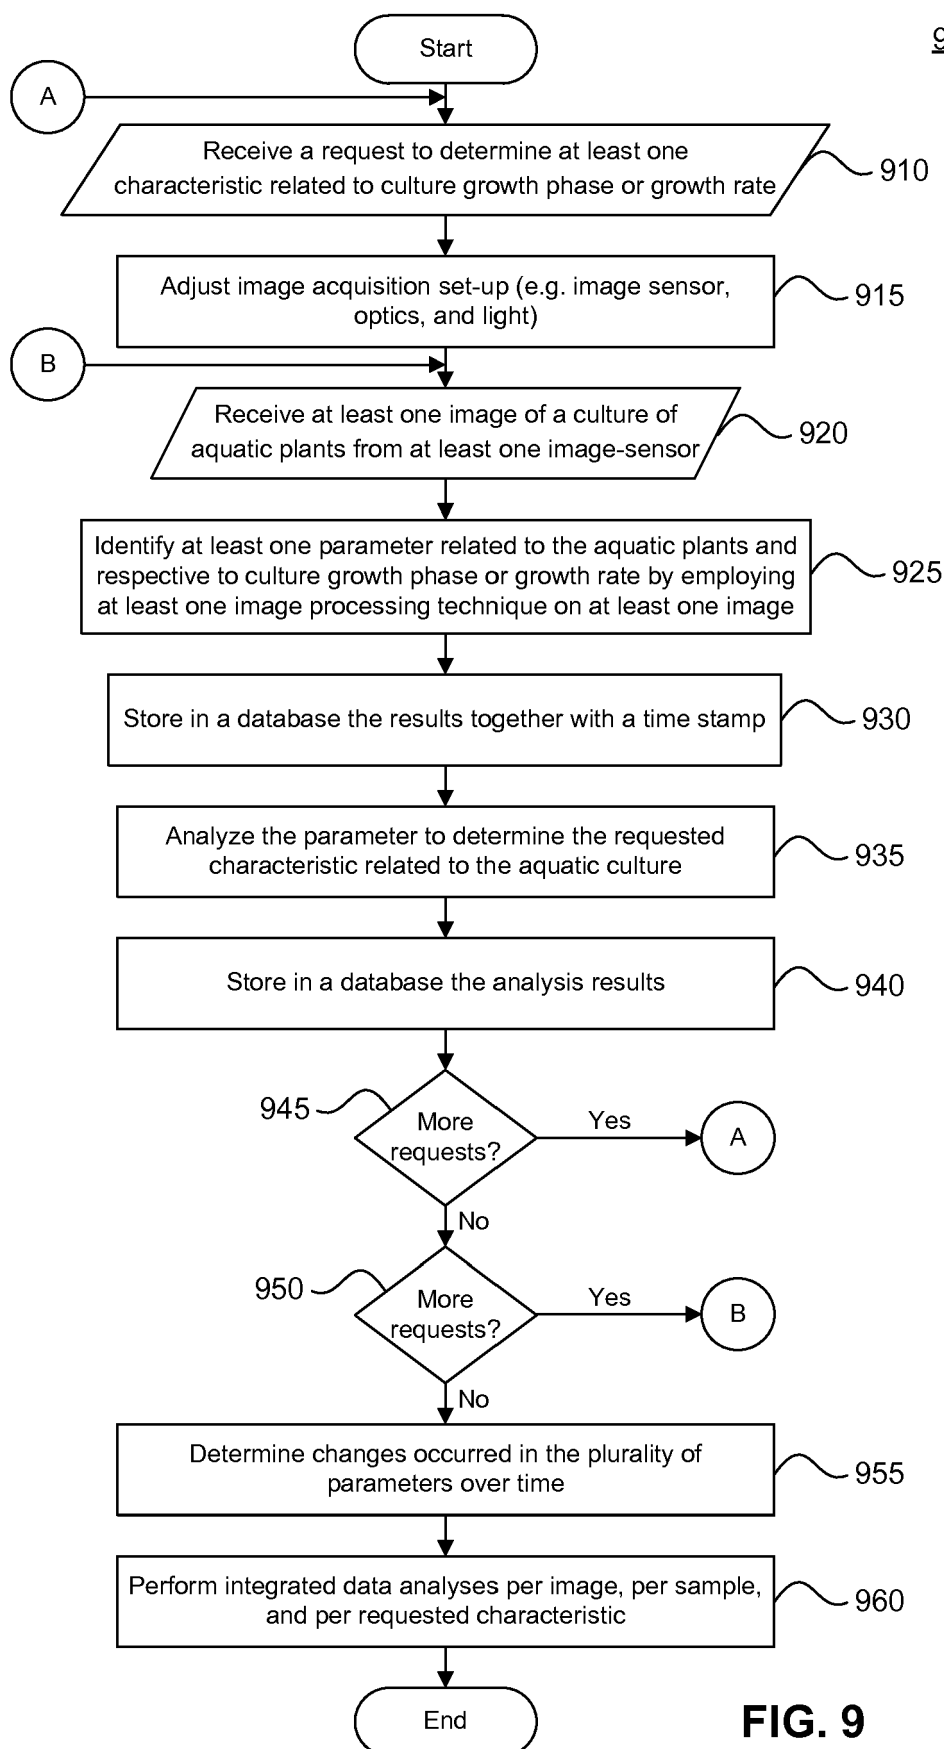 Start
A
Receive a request to determine at least one
characteristic related to culture growth phase or growth rate
910
Adjust image acquisition set-up (e.g. image sensor,
optics, and light)
915
B
Receive at least one image of a culture of
aquatic plants from at least one image-sensor
920
Identify at least one parameter related to the aquatic plants and
respective to culture growth phase or growth rate by employing
at least one image processing technique on at least one image
925
Store in a database the results together with a time stamp
930
Analyze the parameter to determine the requested
characteristic related to the aquatic culture
935
Store in a database the analysis results
940
945
More
requests?
Yes
A
No
950
More
requests?
Yes
B
No
Determine changes occurred in the plurality of
parameters over time
955
Perform integrated data analyses per image, per sample,
and per requested characteristic
960
End
FIG. 9